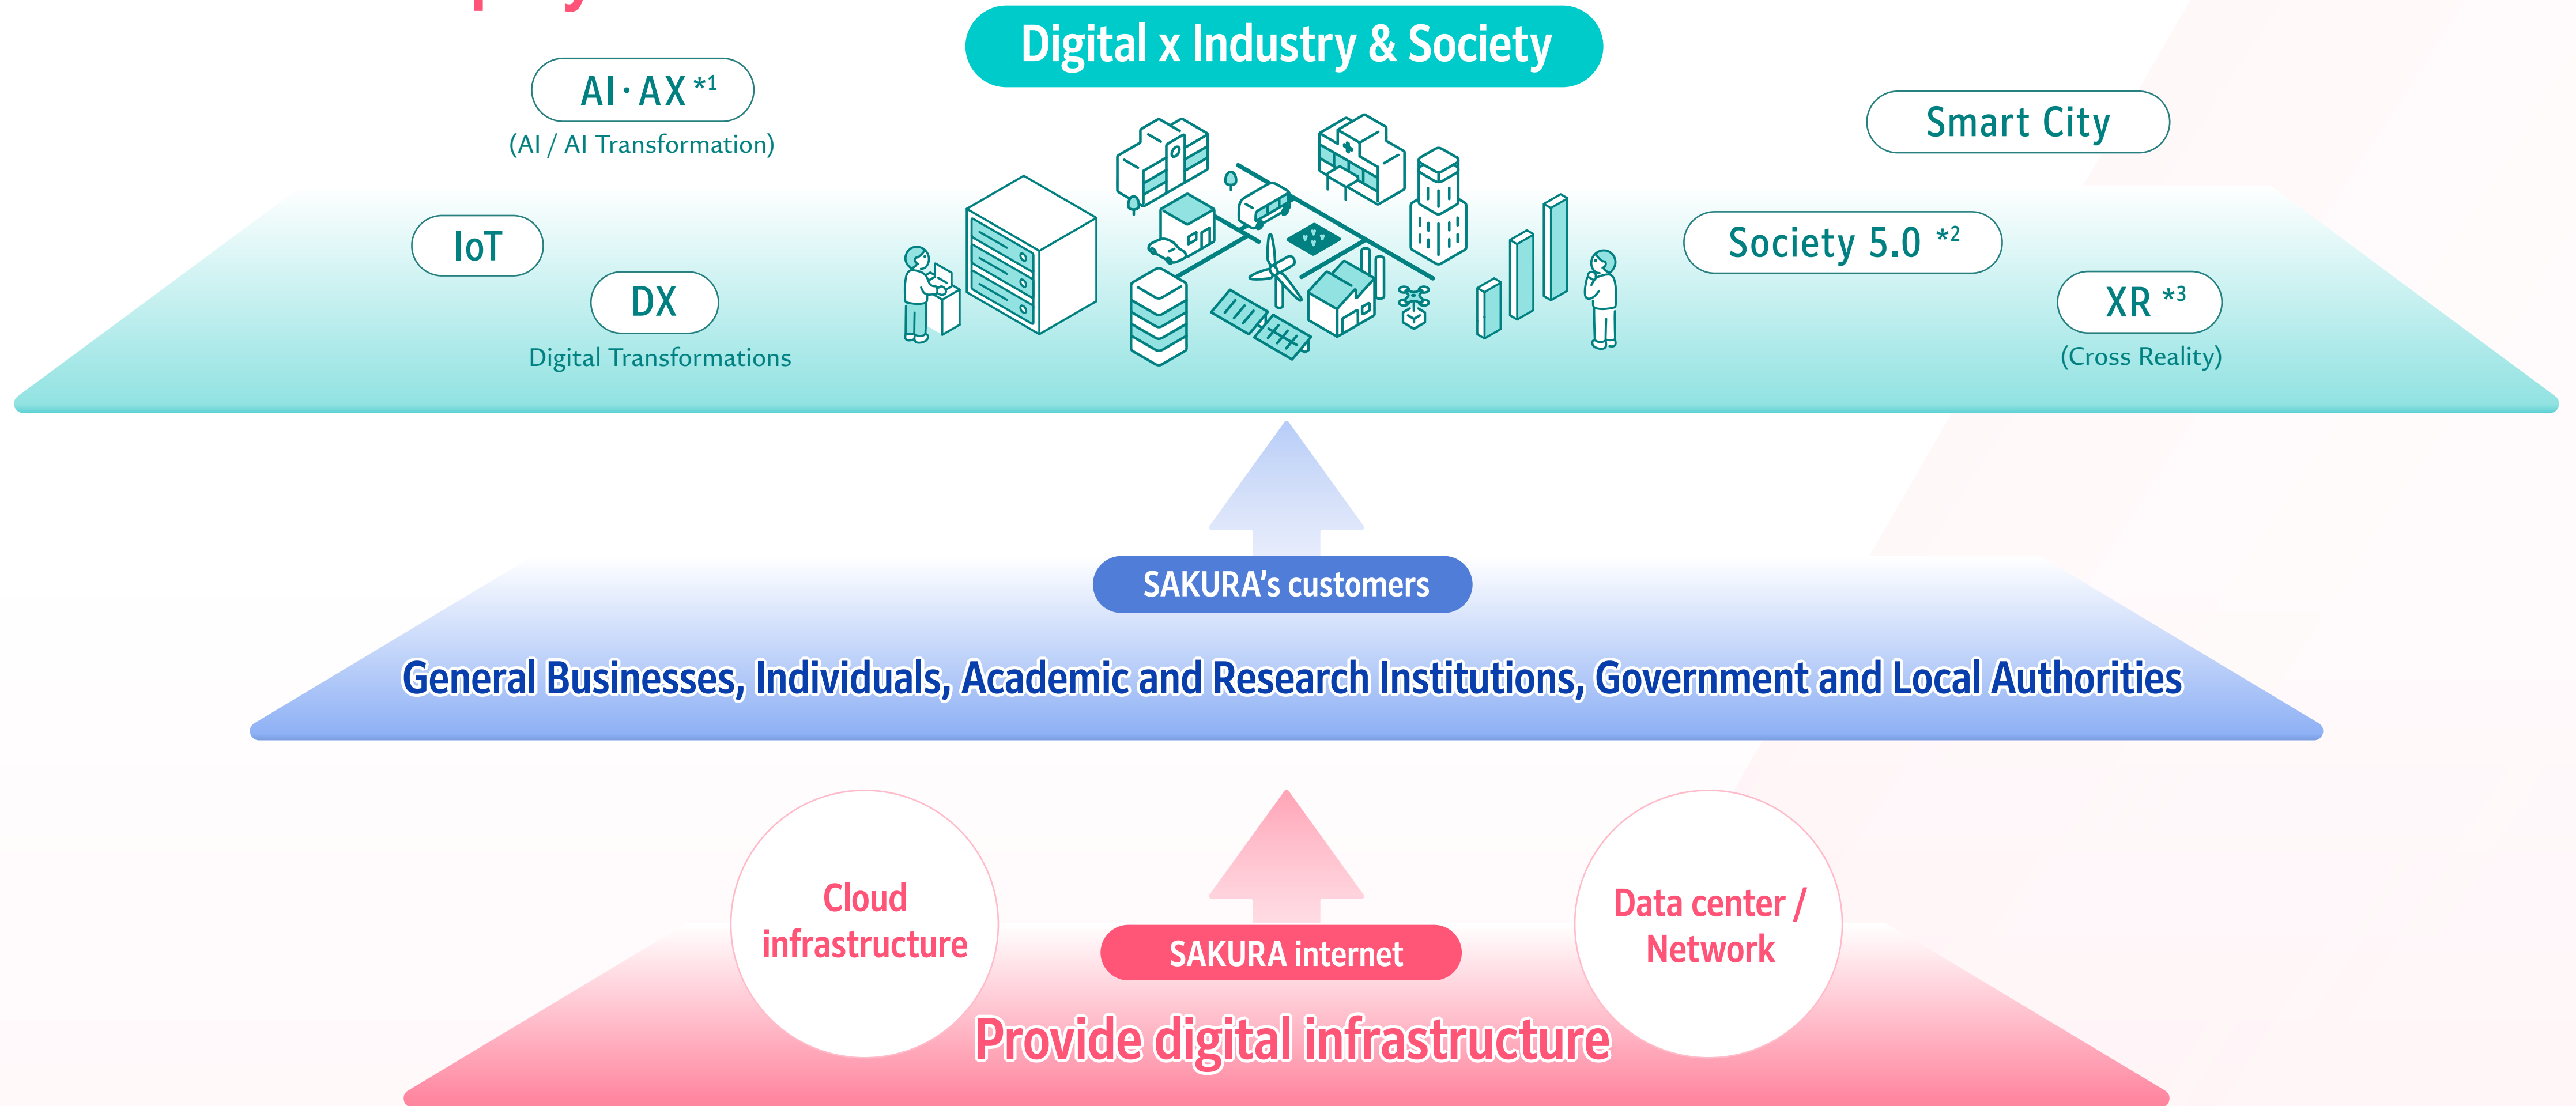 Digital x Industry & Society
AI・AX *1
(AI / AI Transformation)
IoT
DX
Digital Transformations
Smart City
Society 5.0 *2
XR *3
(Cross Reality)
SAKURA's customers
General Businesses, Individuals, Academic and Research Institutions, Government and Local Authorities
Cloud
infrastructure
SAKURA internet
Data center /
Network
Provide digital infrastructure